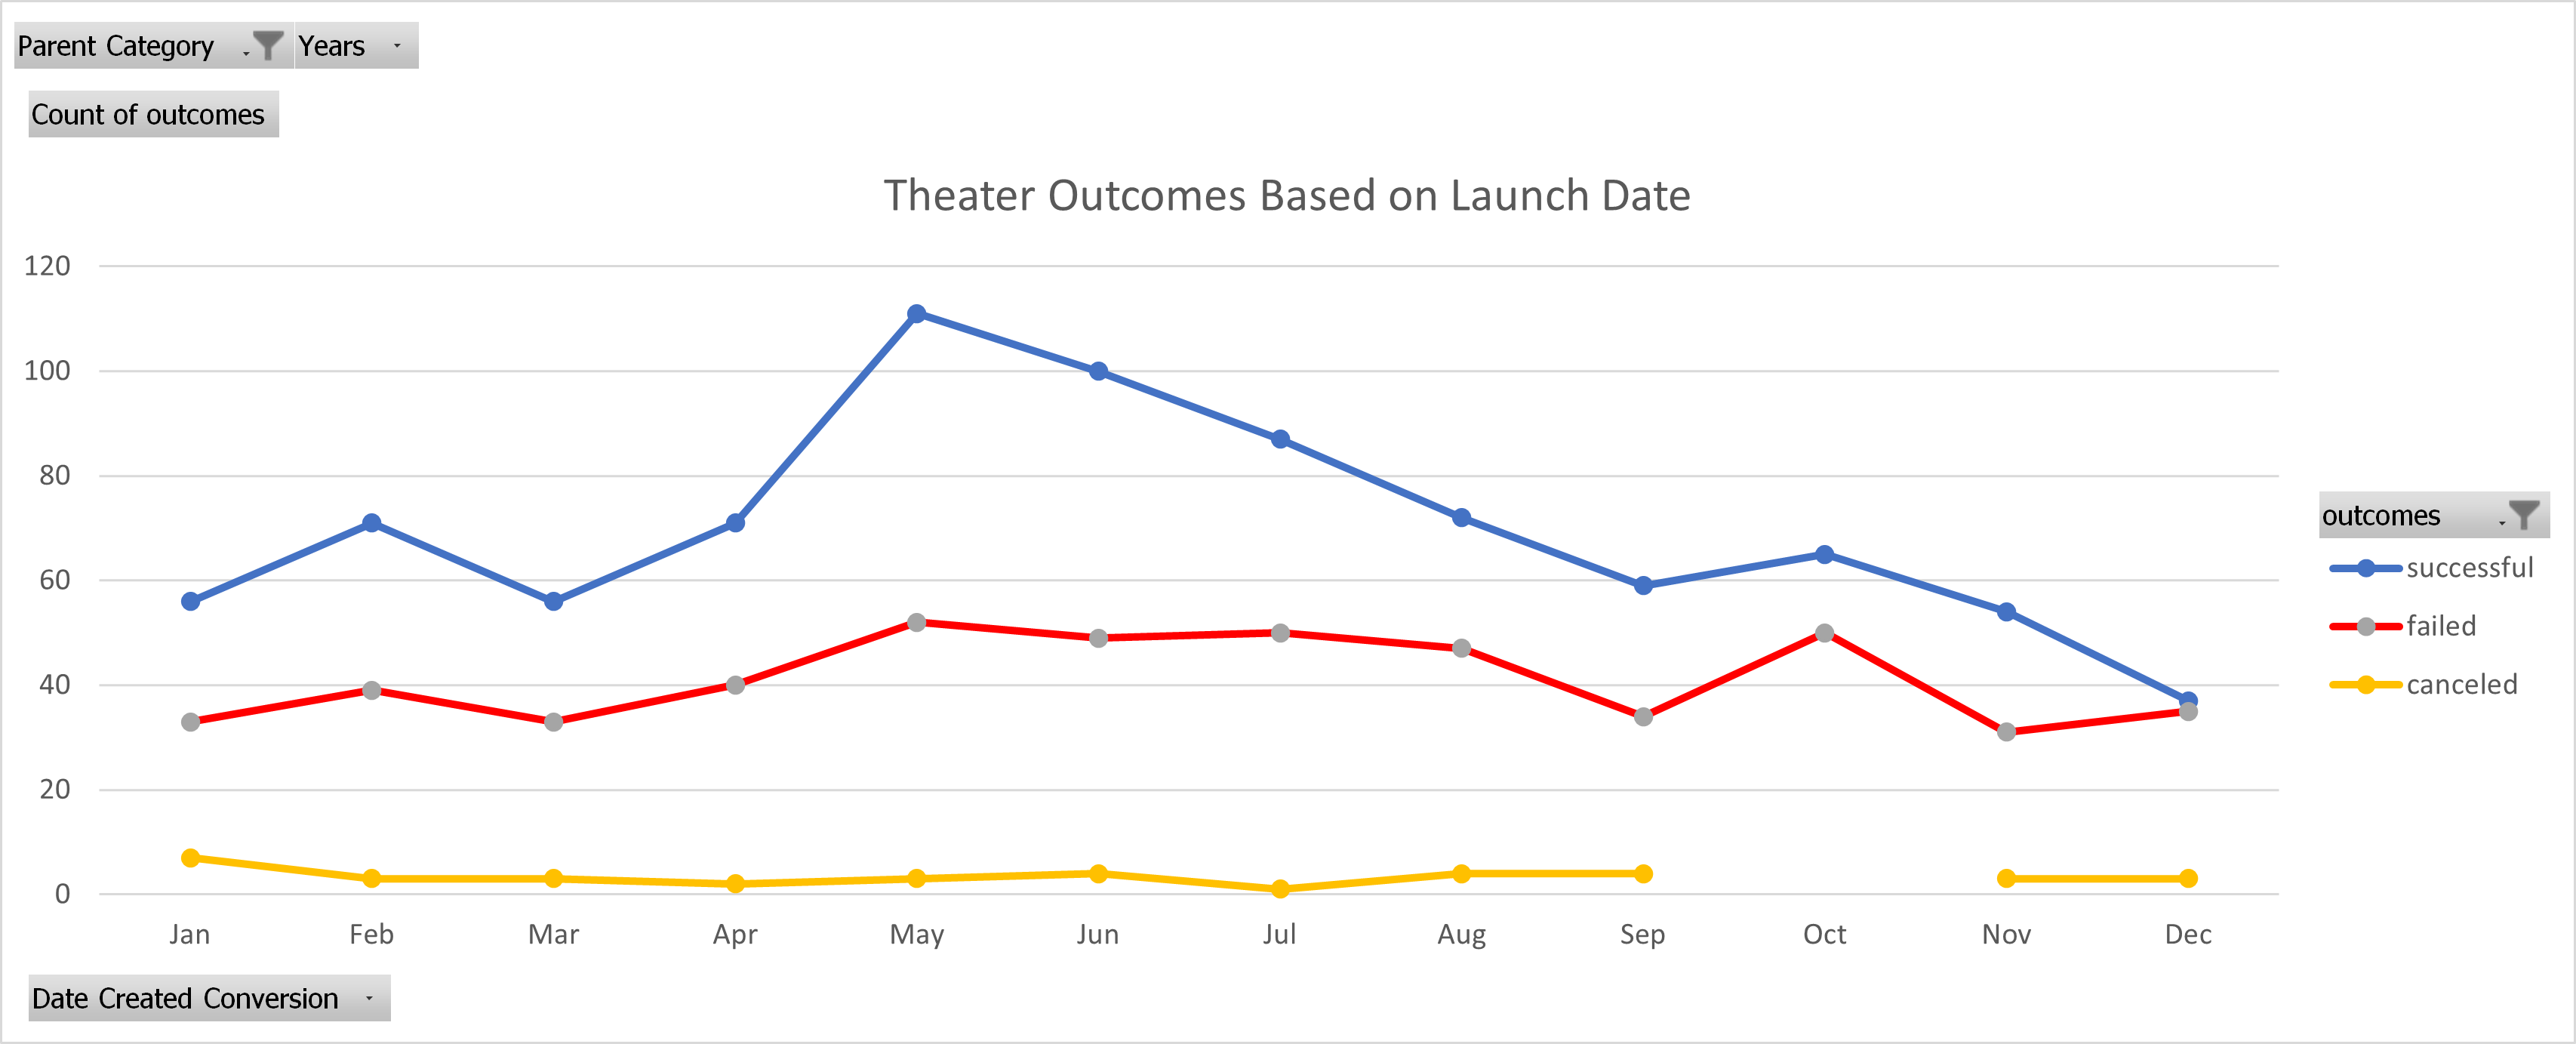 Parent Category Years
Count of outcomes
Theater Outcomes Based on Launch Date
120
100
80
60
40
20
0
Jan Feb Mar Apr May Jun Jul Aug Sep Oct Nov Dec
outcomes
successful
failed
canceled
Date Created Conversion